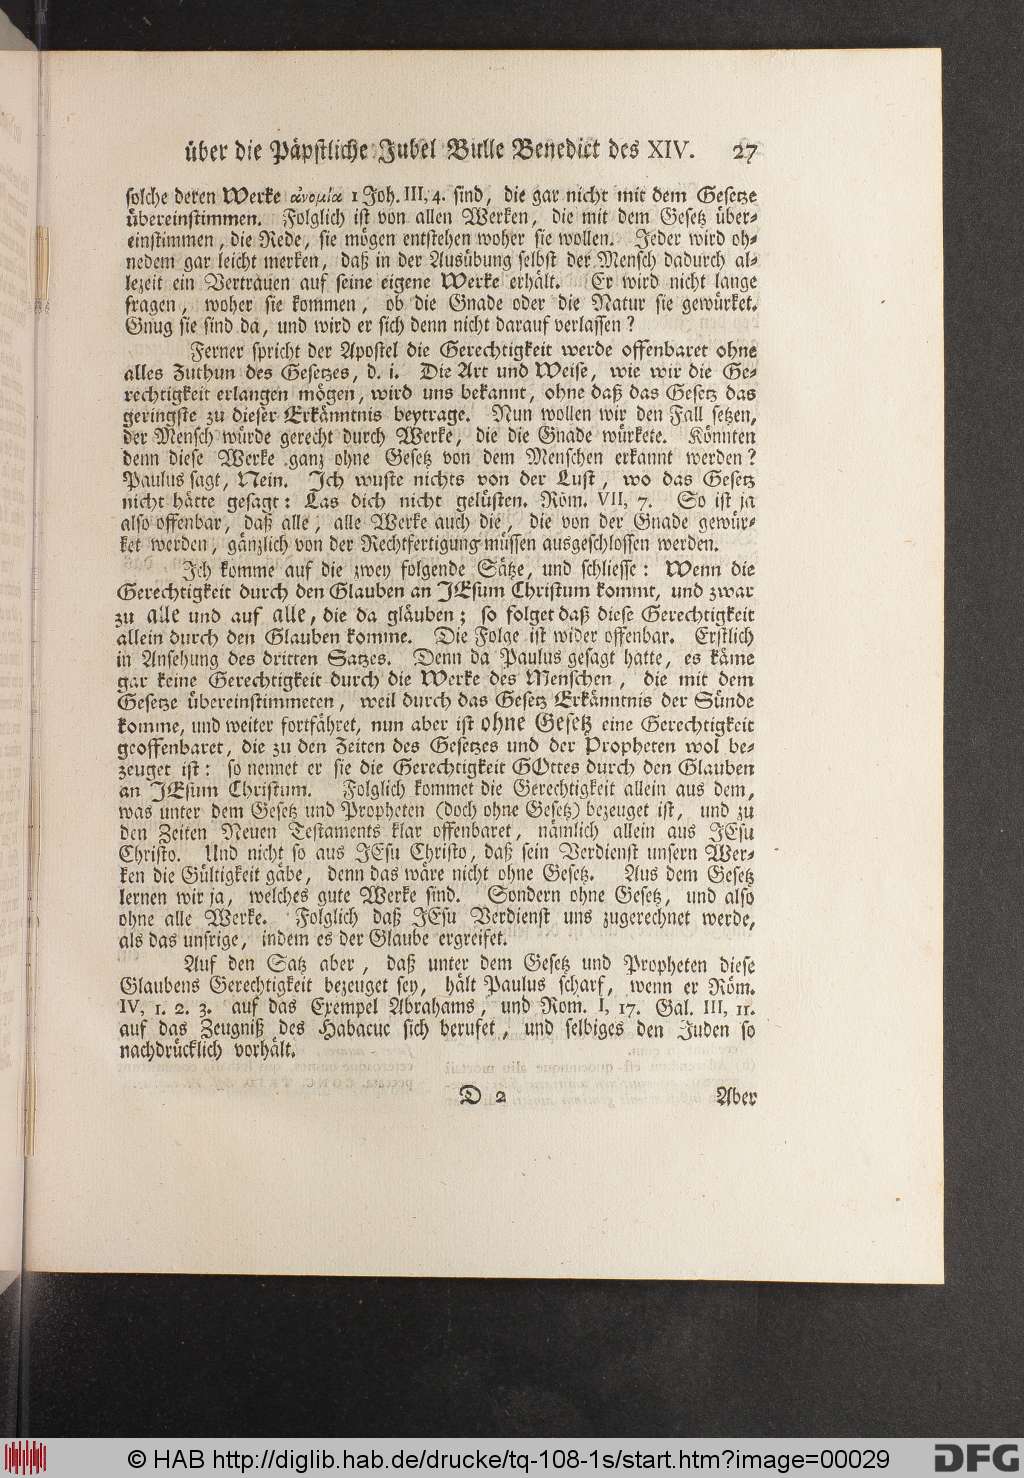 über die Päpstliche Jubel Bulle Benedict des XIV. 27
solche deren Werke ἀνομία 1 Joh. III, 4. sind, die gar nicht mit dem Gesetze
übereinstimmen. Folglich ist von allen Werken, die mit dem Gesetz über-
einstimmen, die Rede, sie mögen entstehen woher sie wollen. Jeder wird oh-
nedem gar leicht merken, daß in der Ausübung selbst der Mensch dadurch al-
lezeit ein Vertrauen auf seine eigene Werke erhält. Er wird nicht lange
fragen, woher sie kommen, ob die Gnade oder die Natur sie gewürket.
Gnug sie sind da, und wird er sich denn nicht darauf verlassen?
Ferner spricht der Apostel die Gerechtigkeit werde offenbaret ohne
alles Zuthun des Gesetzes, d. i. Die Art und Weise, wie wir die Ge-
rechtigkeit erlangen mögen, wird uns bekannt, ohne daß das Gesetz das
geringste zu dieser Erkänntnis beytrage. Nun wollen wir den Fall setzen,
der Mensch würde gerecht durch Werke, die die Gnade würkete. Könnten
denn diese Werke ganz ohne Gesetz von dem Menschen erkannt werden?
Paulus sagt, Nein. Ich wuste nichts von der Lust, wo das Gesetz
nicht hätte gesagt: Las dich nicht gelüsten. Röm. VII, 7. So ist ja
also offenbar, daß alle, alle Werke auch die, die von der Gnade gewür-
ket werden, gänzlich von der Rechtfertigung müssen ausgeschlossen werden.
Ich komme auf die zwey folgende Sätze, und schliesse: Wenn die
Gerechtigkeit durch den Glauben an JEsum Christum kommt, und zwar
zu alle und auf alle, die da gläuben; so folget daß diese Gerechtigkeit
allein durch den Glauben komme. Die Folge ist wider offenbar. Erstlich
in Ansehung des dritten Satzes. Denn da Paulus gesagt hatte, es käme
gar keine Gerechtigkeit durch die Werke des Menschen, die mit dem
Gesetze übereinstimmeten, weil durch das Gesetz Erkänntnis der Sünde
komme, und weiter fortfähret, nun aber ist ohne Gesetz eine Gerechtigkeit
geoffenbaret, die zu den Zeiten des Gesetzes und der Propheten wol be-
zeuget ist: so nennet er sie die Gerechtigkeit GOttes durch den Glauben
an JEsum Christum. Folglich kommet die Gerechtigkeit allein aus dem,
was unter dem Gesetz und Propheten (doch ohne Gesetz) bezeuget ist, und zu
den Zeiten Neuen Testaments klar offenbaret, nämlich allein aus JEsu
Christo. Und nicht so aus JEsu Christo, daß sein Verdienst unsern Wer-
ken die Gültigkeit gäbe, denn das wäre nicht ohne Gesetz. Aus dem Gesetz
lernen wir ja, welches gute Werke sind. Sondern ohne Gesetz, und also
ohne alle Werke. Folglich daß JEsu Verdienst uns zugerechnet werde,
als das unsrige, indem es der Glaube ergreifet.
Auf den Satz aber, daß unter dem Gesetz und Propheten diese
Glaubens Gerechtigkeit bezeuget sey, hält Paulus scharf, wenn er Röm.
IV, 1. 2. 3. auf das Exempel Abrahams, und Rom. I, 17. Gal. III, 11.
auf das Zeugniß des Habacuc sich berufet, und selbiges den Juden so
nachdrücklich vorhält.
D 2 Aber
© HAB http://diglib.hab.de/drucke/tq-108-1s/start.htm?image=00029
DFG